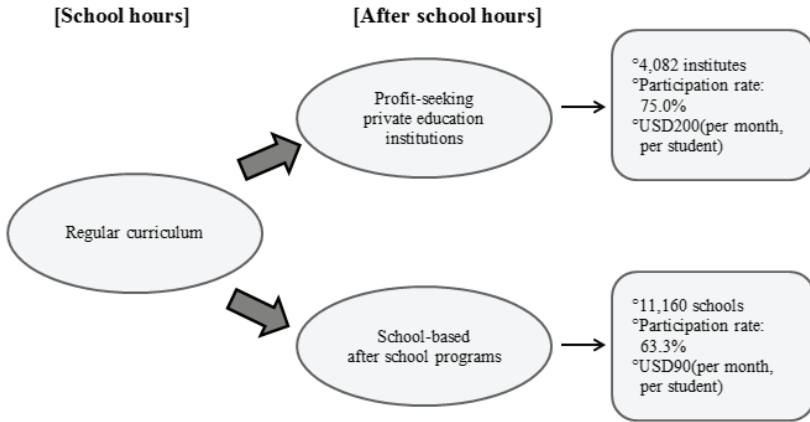 [School hours]
[After school hours]
Profit-seeking
private education
institutions
°4,082 institutes
°Participation rate:
75.0%
°USD200(per month,
per student)
Regular curriculum
School-based
after school programs
°11,160 schools
°Participation rate:
63.3%
°USD90(per month,
per student)